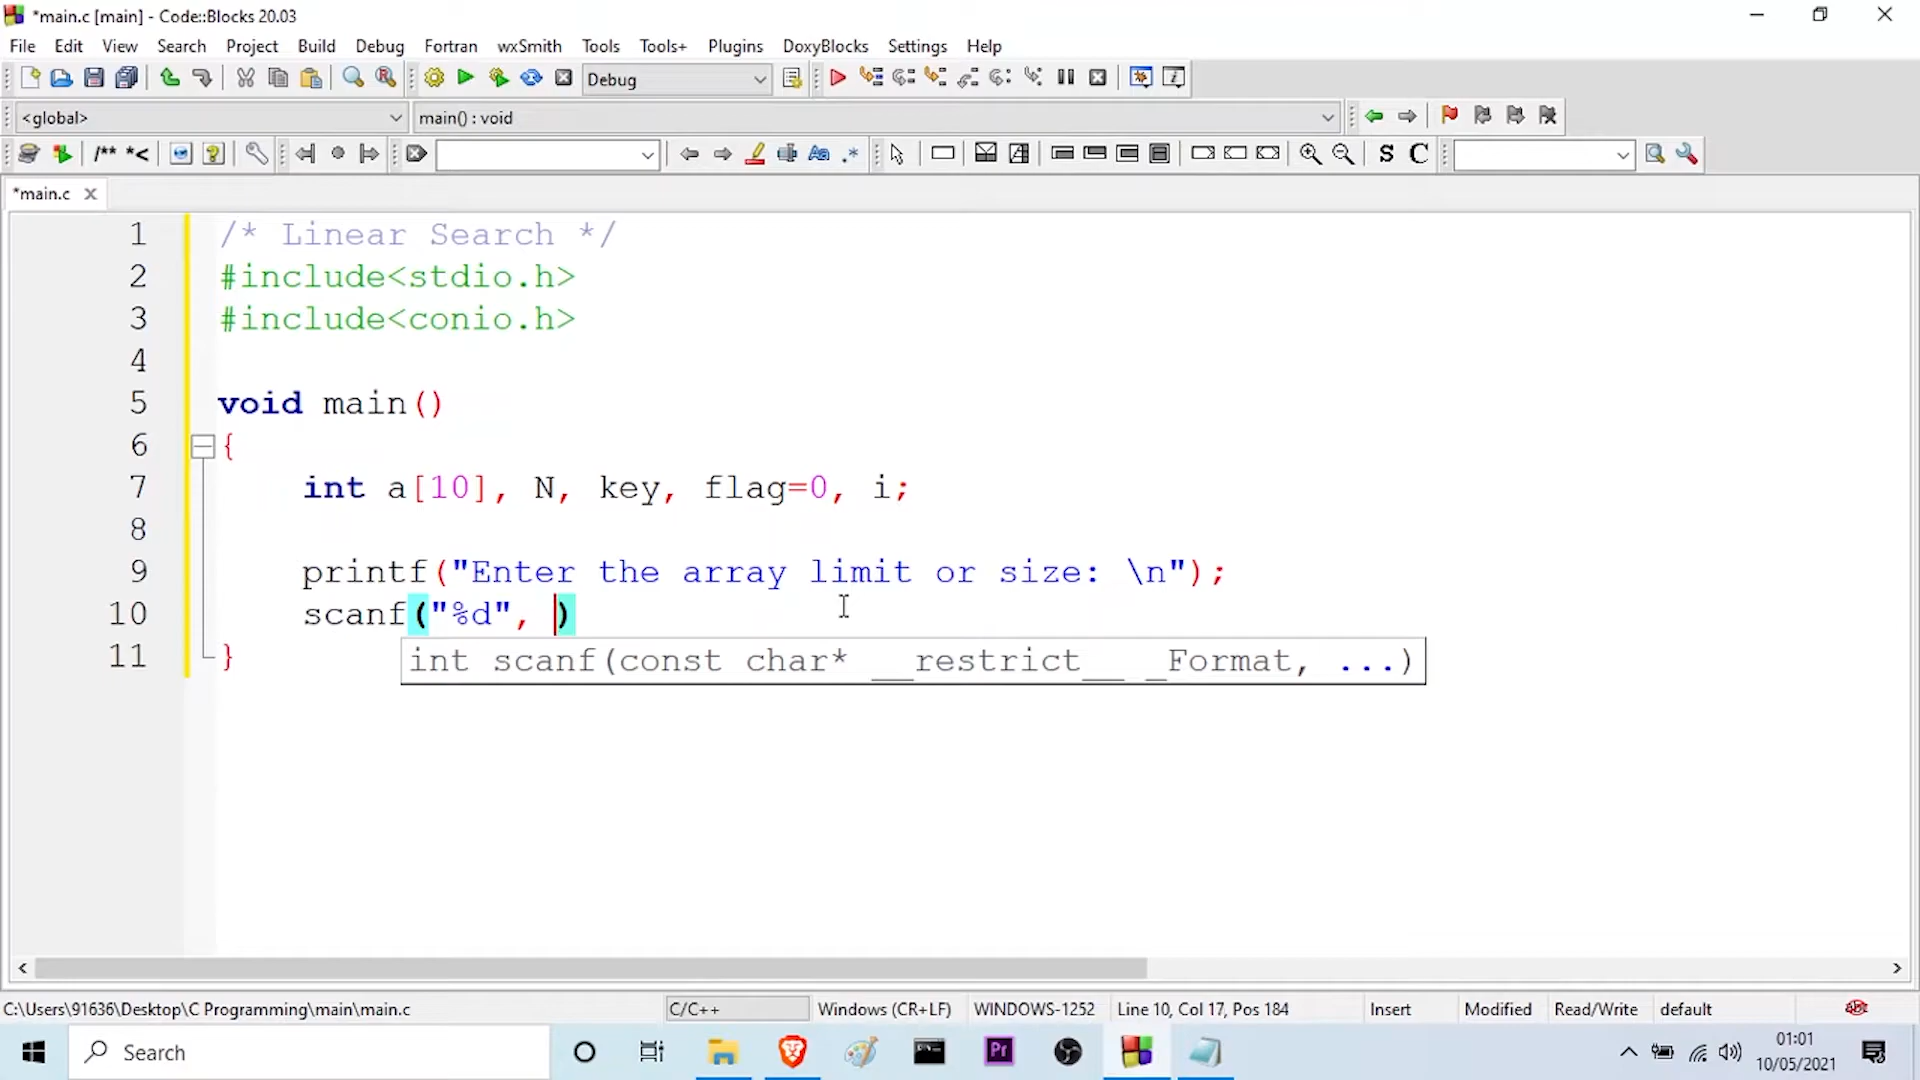 *main.c [main] - Code::Blocks 20.03
File Edit View Search Project Build Debug Fortran wxSmith Tools Tools+ Plugins DoxyBlocks Settings Help
Debug
<global> main() : void
/** *< Aa .* S C
*main.c
1 /* Linear Search */
2 #include<stdio.h>
3 #include<conio.h>
4
5 void main()
6 {
7 int a[10], N, key, flag=0, i;
8
9 printf("Enter the array limit or size: \n");
10 scanf("%d", )
11 }
int scanf(const char* __restrict__ _Format, ...)
C:\Users\91636\Desktop\C Programming\main\main.c C/C++ Windows (CR+LF) WINDOWS-1252 Line 10, Col 17, Pos 184 Insert Modified Read/Write default
Search Pr 01:01
10/05/2021